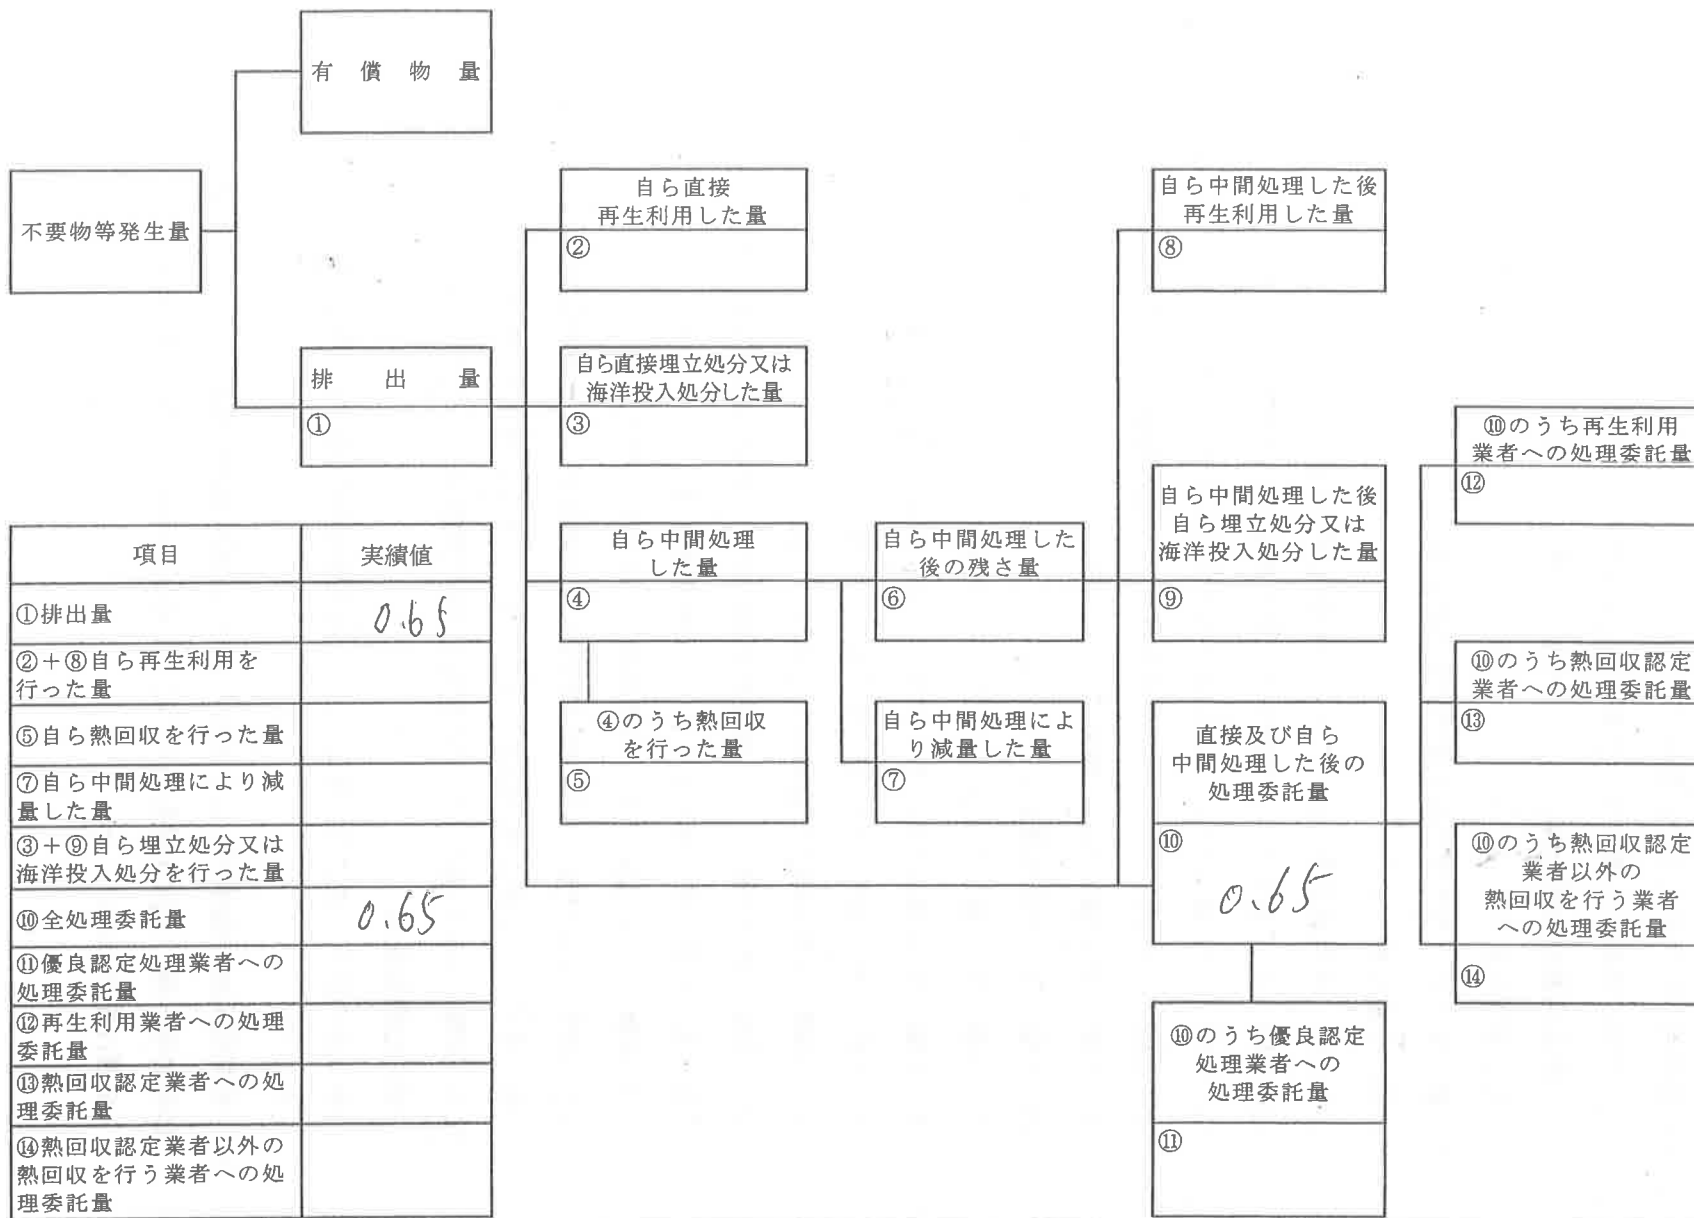 有償物量
不要物等発生量
排出量
①
自ら直接
再生利用した量
②
自ら直接埋立処分又は
海洋投入処分した量
③
自ら中間処理
した量
④
④のうち熱回収
を行った量
⑤
自ら中間処理した
後の残さ量
⑥
自ら中間処理によ
り減量した量
⑦
自ら中間処理した後
再生利用した量
⑧
自ら中間処理した後
自ら埋立処分又は
海洋投入処分した量
⑨
直接及び自ら
中間処理した後の
処理委託量
⑩
0.65
⑩のうち優良認定
処理業者への
処理委託量
⑪
⑩のうち再生利用
業者への処理委託量
⑫
⑩のうち熱回収認定
業者への処理委託量
⑬
⑩のうち熱回収認定
業者以外の
熱回収を行う業者
への処理委託量
⑭
項目 実績値
①排出量 0.65
②+⑧自ら再生利用を
行った量
⑤自ら熱回収を行った量
⑦自ら中間処理により減
量した量
③+⑨自ら埋立処分又は
海洋投入処分を行った量
⑩全処理委託量 0.65
⑪優良認定処理業者への
処理委託量
⑫再生利用業者への処理
委託量
⑬熱回収認定業者への処
理委託量
⑭熱回収認定業者以外の
熱回収を行う業者への処
理委託量